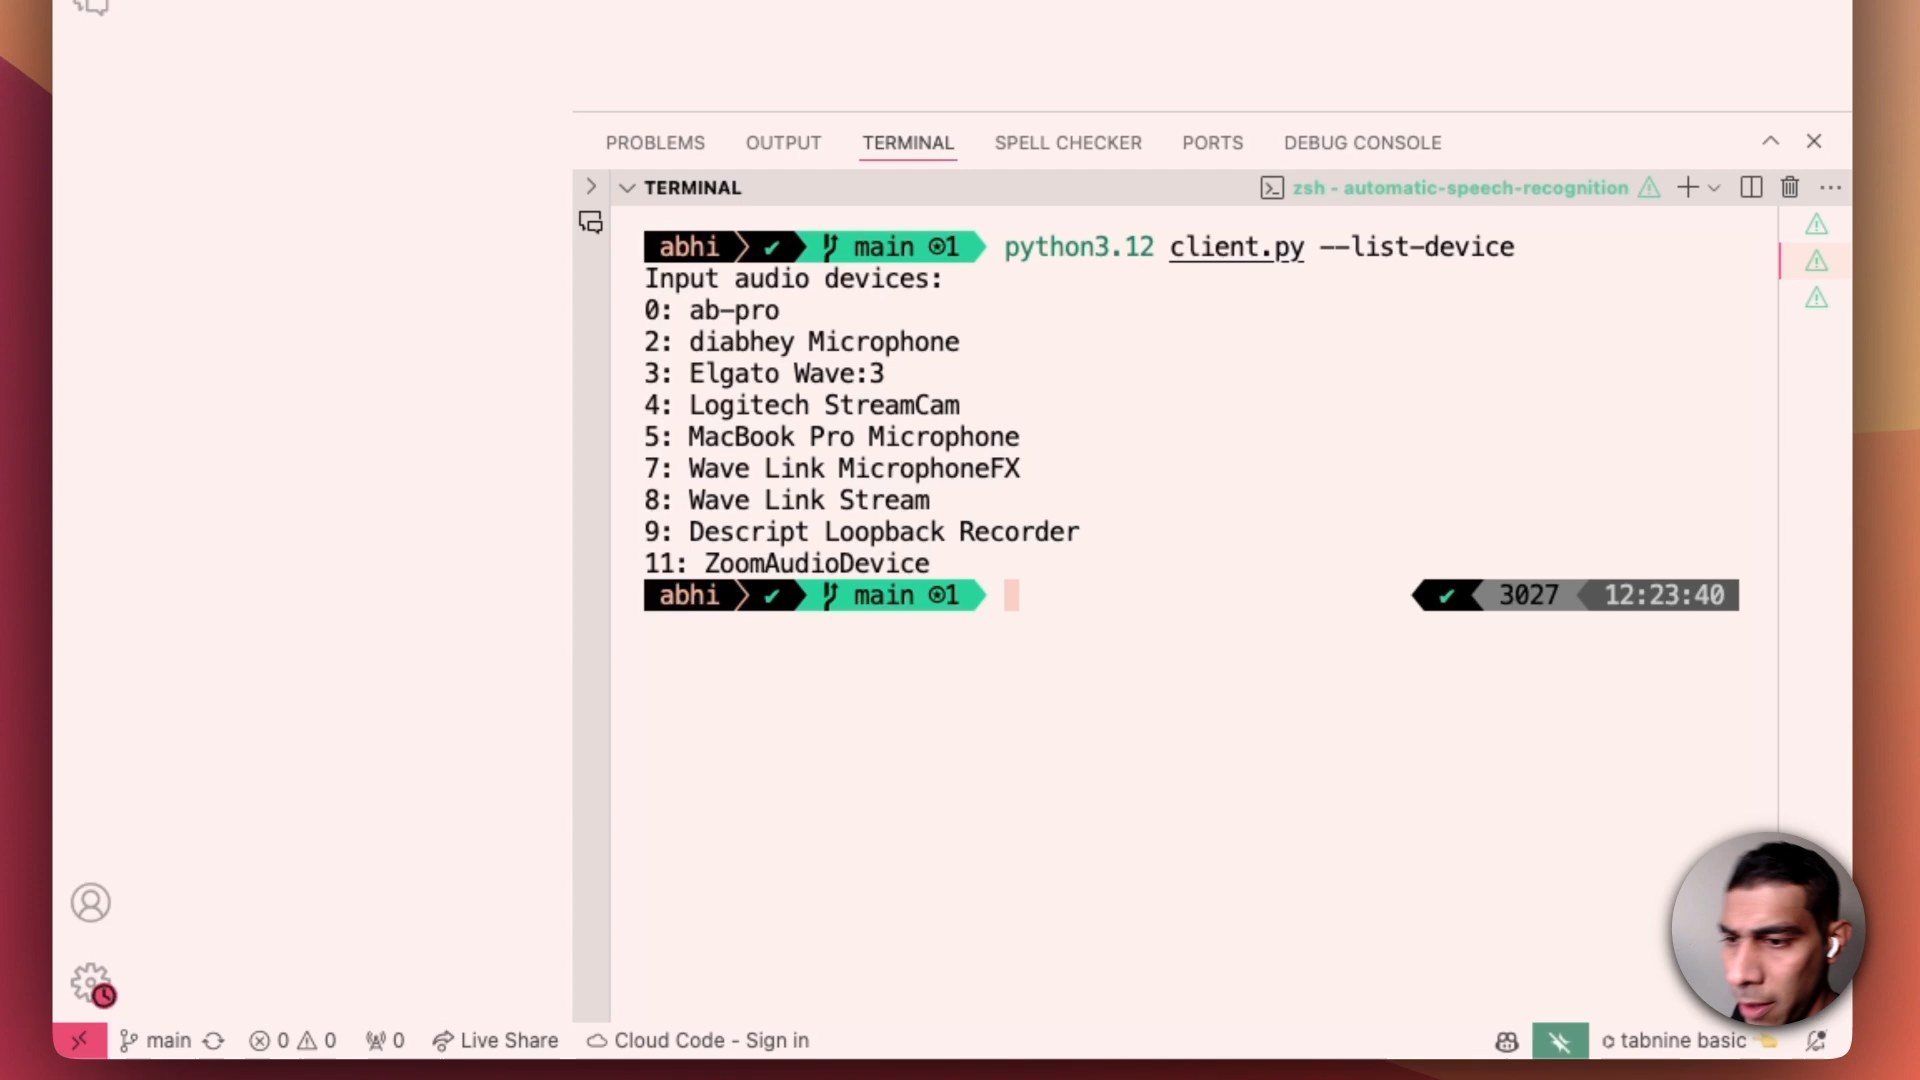 PROBLEMS OUTPUT TERMINAL SPELL CHECKER PORTS DEBUG CONSOLE
TERMINAL zsh - automatic-speech-recognition
abhi main ⊙1 python3.12 client.py --list-device
Input audio devices:
0: ab-pro
2: diabhey Microphone
3: Elgato Wave:3
4: Logitech StreamCam
5: MacBook Pro Microphone
7: Wave Link MicrophoneFX
8: Wave Link Stream
9: Descript Loopback Recorder
11: ZoomAudioDevice
abhi main ⊙1 3027 12:23:40
main 0 0 0 Live Share Cloud Code - Sign in tabnine basic